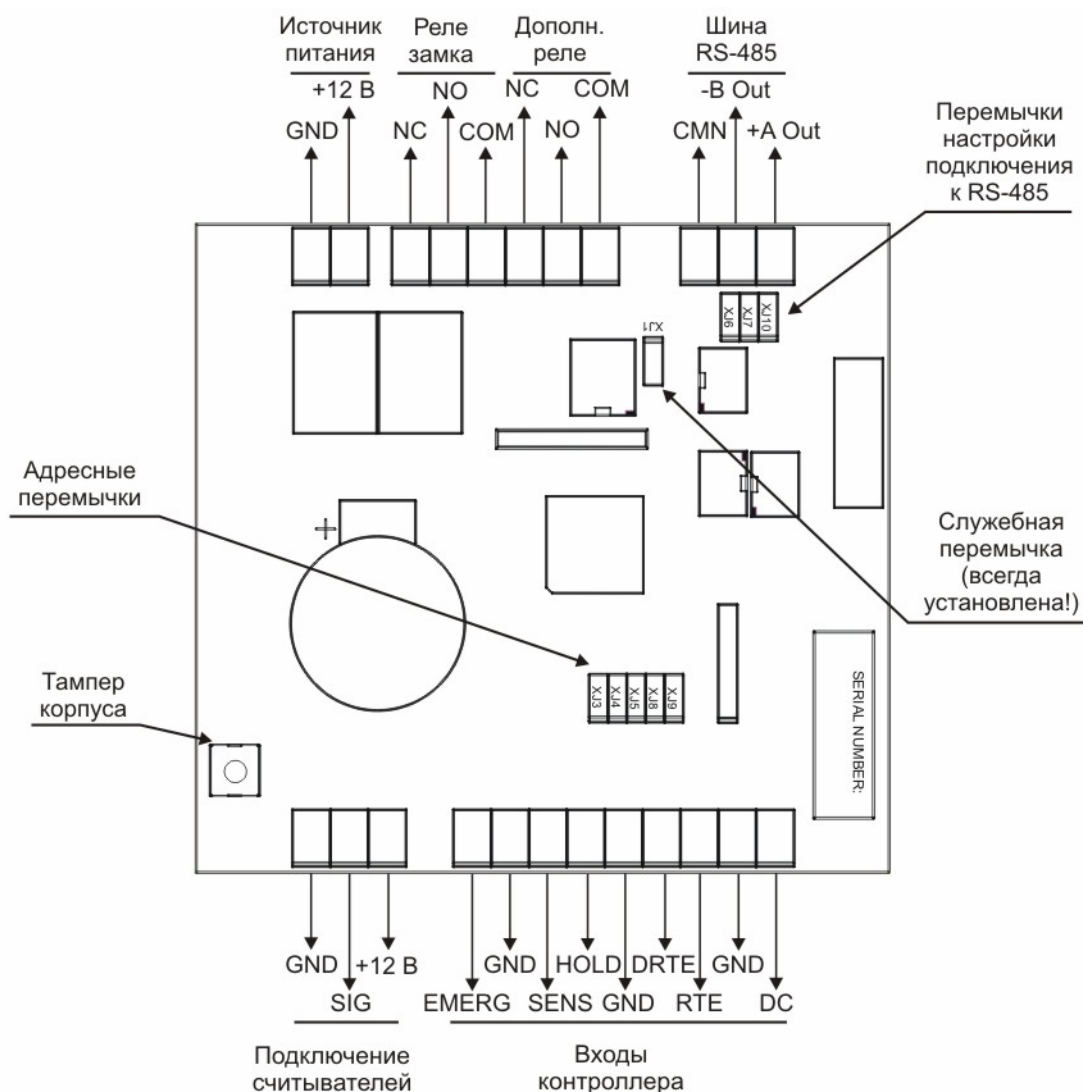 Источник
питания
Реле
замка
Дополн.
реле
Шина
RS-485
+12 В
NO
NC
COM
-B Out
GND
NC
COM
NO
CMN
+A Out
Перемычки
настройки
подключения
к RS-485
XJ6
XJ7
XJ10
XJ1
Адресные
перемычки
Служебная
перемычка
(всегда
установлена!)
XJ3
XJ4
XJ5
XJ8
XJ9
Тампер
корпуса
SERIAL NUMBER:
GND
+12 В
GND
HOLD
DRTE
GND
SIG
EMERG
SENS
GND
RTE
DC
Подключение
считывателей
Входы
контроллера